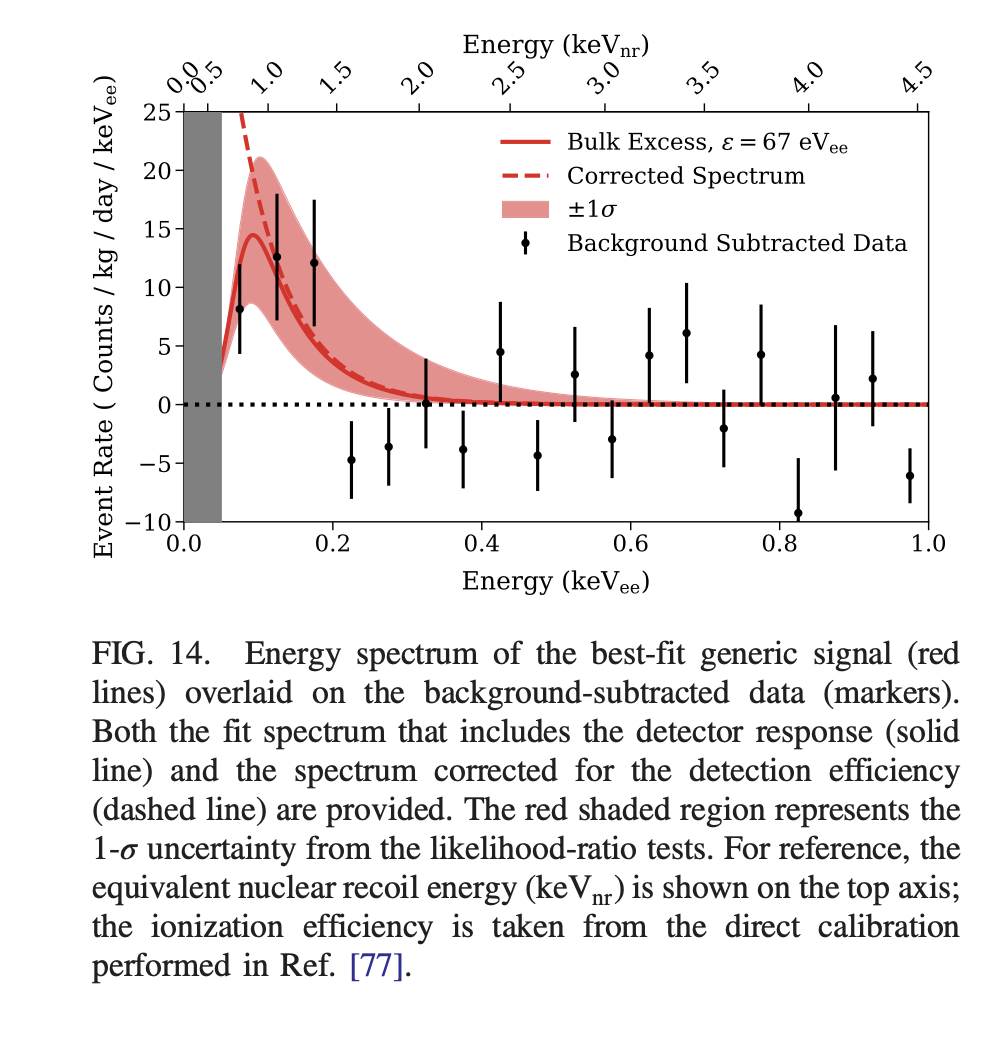 Energy (keVnr)
0.0 0.5 1.0 1.5 2.0 2.5 3.0 3.5 4.0 4.5
Event Rate ( Counts / kg / day / keVee)
25
20
15
10
5
0
−5
−10
Bulk Excess, ε = 67 eVee
Corrected Spectrum
±1σ
Background Subtracted Data
0.0 0.2 0.4 0.6 0.8 1.0
Energy (keVee)
FIG. 14. Energy spectrum of the best-fit generic signal (red
lines) overlaid on the background-subtracted data (markers).
Both the fit spectrum that includes the detector response (solid
line) and the spectrum corrected for the detection efficiency
(dashed line) are provided. The red shaded region represents the
1-σ uncertainty from the likelihood-ratio tests. For reference, the
equivalent nuclear recoil energy (keVnr) is shown on the top axis;
the ionization efficiency is taken from the direct calibration
performed in Ref. [77].